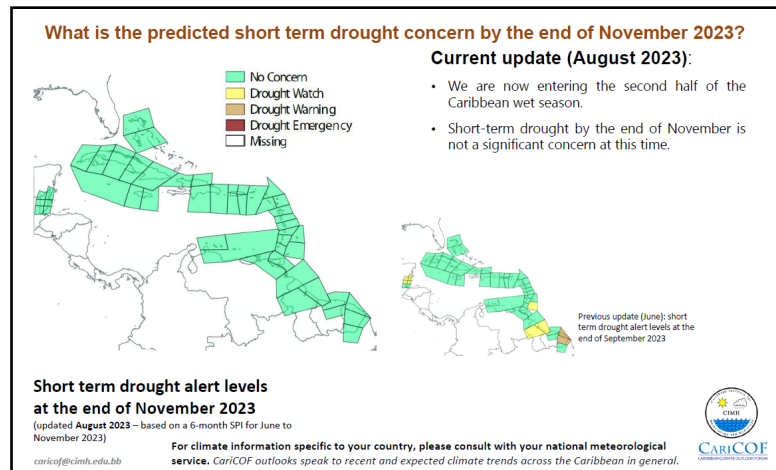 What is the predicted short term drought concern by the end of November 2023?
No Concern
Drought Watch
Drought Warning
Drought Emergency
Missing
Current update (August 2023):
• We are now entering the second half of the
Caribbean wet season.
• Short-term drought by the end of November is
not a significant concern at this time.
Previous update (June): short
term drought alert levels at the
end of September 2023
Short term drought alert levels
at the end of November 2023
(updated August 2023 – based on a 6-month SPI for June to
November 2023)
caricof@cimh.edu.bb
For climate information specific to your country, please consult with your national meteorological
service. CariCOF outlooks speak to recent and expected climate trends across the Caribbean in general.
CIMH
CARICOF
CARIBBEAN CLIMATE OUTLOOK FORUM